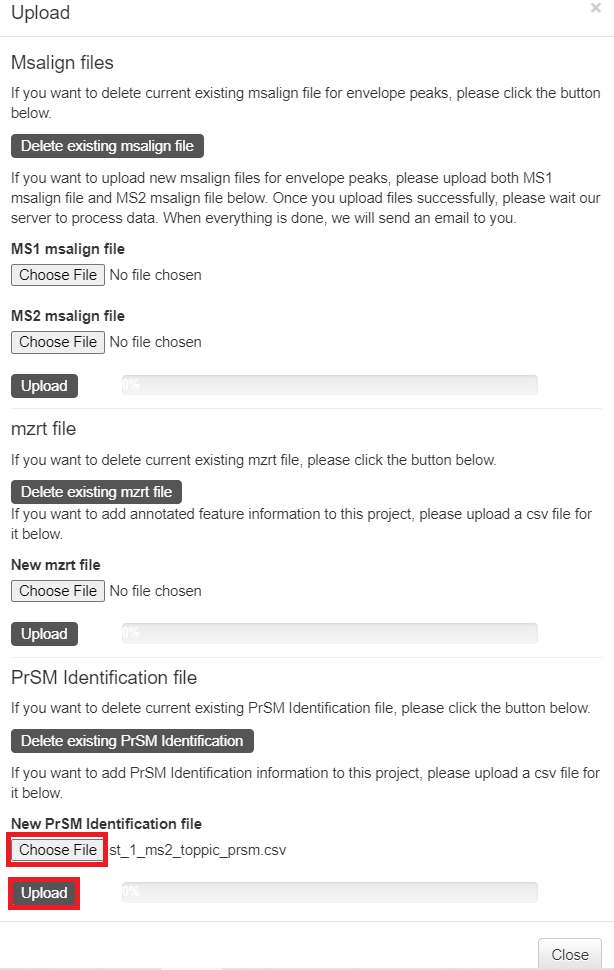 Upload
×
Msalign files
If you want to delete current existing msalign file for envelope peaks, please click the button
below.
Delete existing msalign file
If you want to upload new msalign files for envelope peaks, please upload both MS1
msalign file and MS2 msalign file below. Once you upload files successfully, please wait our
server to process data. When everything is done, we will send an email to you.
MS1 msalign file
Choose File No file chosen
MS2 msalign file
Choose File No file chosen
Upload 0%
mzrt file
If you want to delete current existing mzrt file, please click the button below.
Delete existing mzrt file
If you want to add annotated feature information to this project, please upload a csv file for
it below.
New mzrt file
Choose File No file chosen
Upload 0%
PrSM Identification file
If you want to delete current existing PrSM Identification file, please click the button below.
Delete existing PrSM Identification
If you want to add PrSM Identification information to this project, please upload a csv file for
it below.
New PrSM Identification file
Choose File st_1_ms2_toppic_prsm.csv
Upload 0%
Close